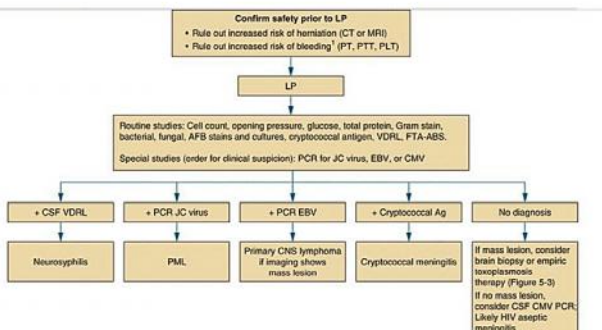 Confirm safety prior to LP
• Rule out increased risk of herniation (CT or MRI)
• Rule out increased risk of bleeding¹ (PT, PTT, PLT)
LP
Routine studies: Cell count, opening pressure, glucose, total protein, Gram stain,
bacterial, fungal, AFB stains and cultures, cryptococcal antigen, VDRL, FTA-ABS.
Special studies (order for clinical suspicion): PCR for JC virus, EBV, or CMV
+ CSF VDRL
+ PCR JC virus
+ PCR EBV
+ Cryptococcal Ag
No diagnosis
Neurosyphilis
PML
Primary CNS lymphoma
if imaging shows
mass lesion
Cryptococcal meningitis
If mass lesion, consider
brain biopsy or empiric
toxoplasmosis
therapy (Figure 5-3)
If no mass lesion,
consider CSF CMV PCR;
Likely HIV aseptic
meningitis